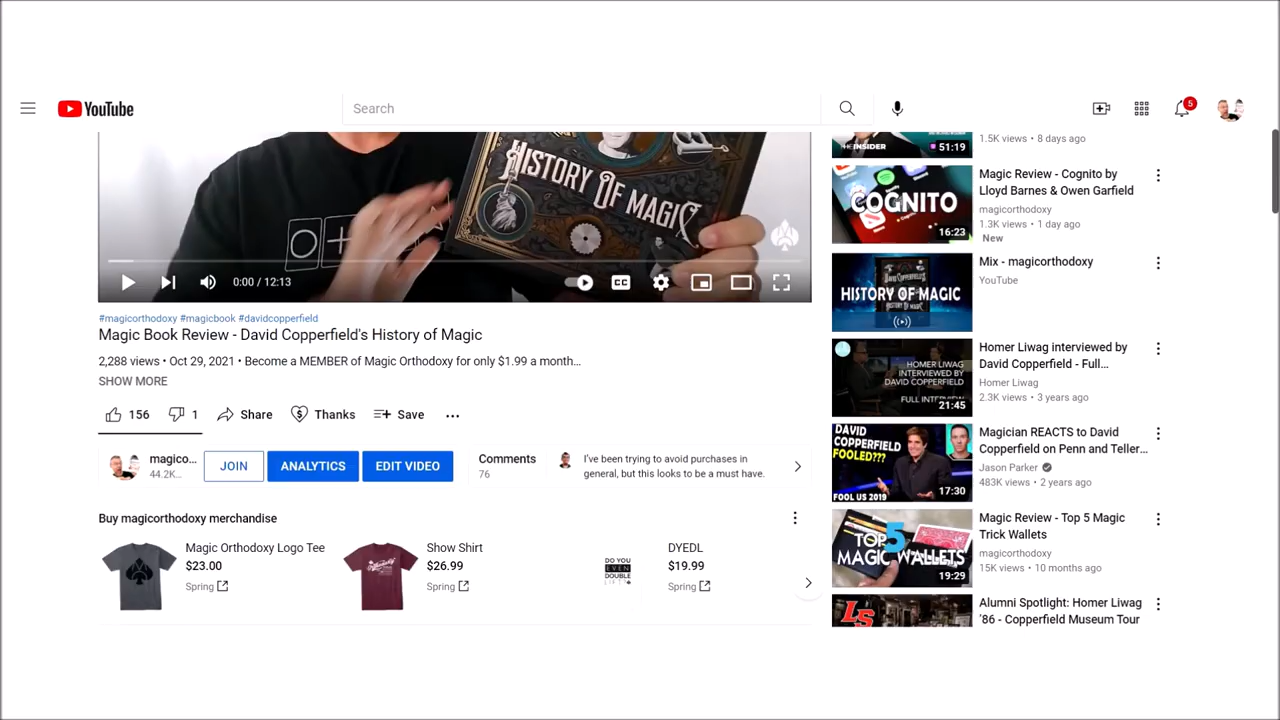 YouTube
Search
5
HISTORY OF MAGIC
0:00 / 12:13
CC
#magicorthodoxy #magicbook #davidcopperfield
Magic Book Review - David Copperfield's History of Magic
2,288 views • Oct 29, 2021 • Become a MEMBER of Magic Orthodoxy for only $1.99 a month...
SHOW MORE
156
1
Share
Thanks
Save
magico...
44.2K...
JOIN
ANALYTICS
EDIT VIDEO
Comments
76
I've been trying to avoid purchases in
general, but this looks to be a must have.
Buy magicorthodoxy merchandise
Magic Orthodoxy Logo Tee
$23.00
Spring
Show Shirt
$26.99
Spring
DO YOU
EVEN
DOUBLE
LIFT
DYEDL
$19.99
Spring
INSIDER
51:19
1.5K views • 8 days ago
COGNITO
16:23
Magic Review - Cognito by
Lloyd Barnes & Owen Garfield
magicorthodoxy
1.3K views • 1 day ago
New
HISTORY OF MAGIC
Mix - magicorthodoxy
YouTube
HOMER LIWAG
INTERVIEWED BY
DAVID COPPERFIELD
FULL INTERVIEW
21:45
Homer Liwag interviewed by
David Copperfield - Full...
Homer Liwag
2.3K views • 3 years ago
DAVID
COPPERFIELD
FOOLED???
FOOL US 2019
17:30
Magician REACTS to David
Copperfield on Penn and Teller...
Jason Parker
483K views • 2 years ago
TOP 5
MAGIC WALLETS
19:29
Magic Review - Top 5 Magic
Trick Wallets
magicorthodoxy
15K views • 10 months ago
LS
Alumni Spotlight: Homer Liwag
'86 - Copperfield Museum Tour